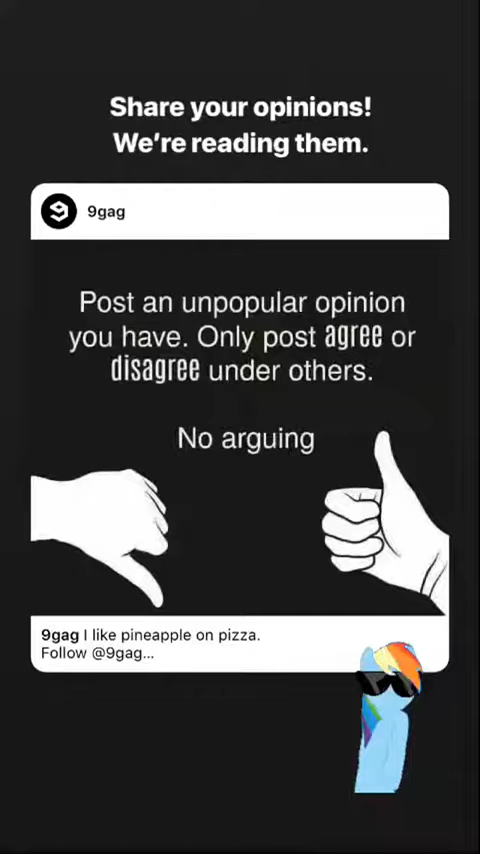 Share your opinions!
We're reading them.
9gag
Post an unpopular opinion
you have. Only post agree or
disagree under others.
No arguing
9gag I like pineapple on pizza.
Follow @9gag...